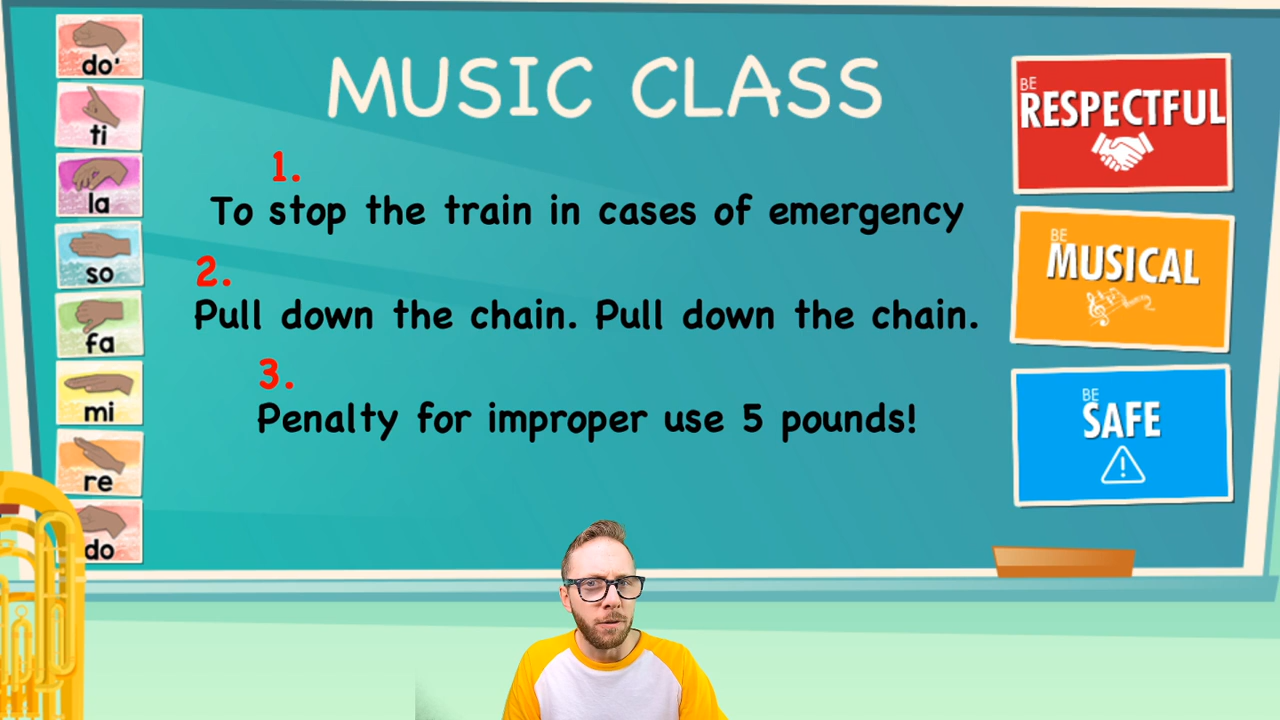 MUSIC CLASS
1.
To stop the train in cases of emergency
2.
Pull down the chain. Pull down the chain.
3.
Penalty for improper use 5 pounds!
do'
ti
la
so
fa
mi
re
do
BE
RESPECTFUL
BE
MUSICAL
BE
SAFE